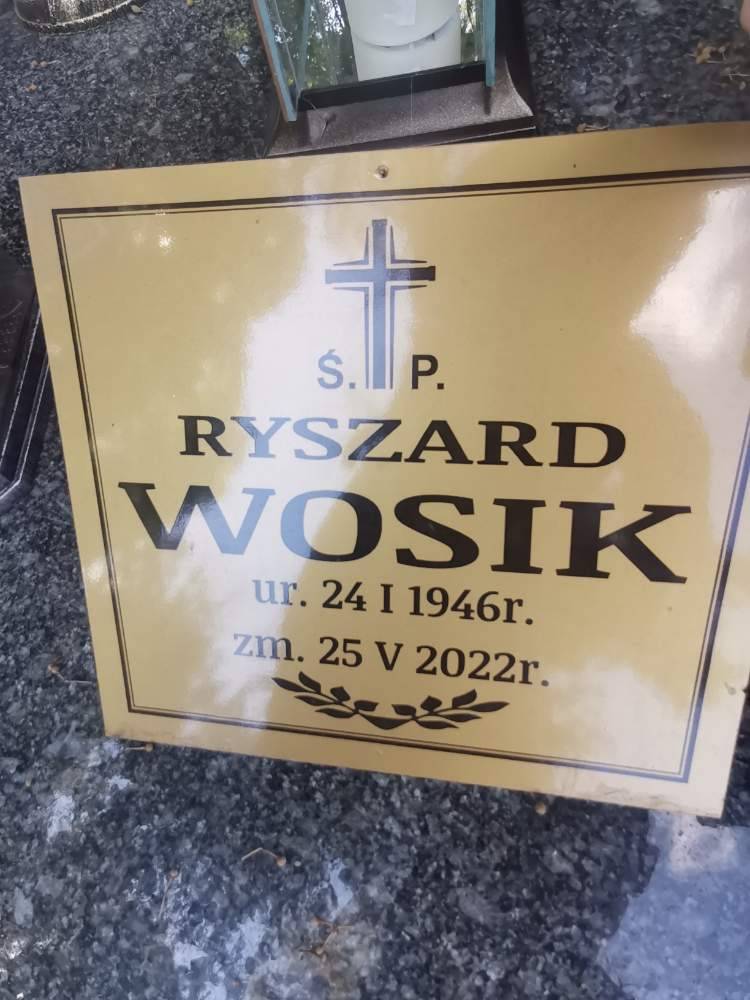 Ś. P.
RYSZARD
WOSIK
ur. 24 I 1946r.
zm. 25 V 2022r.